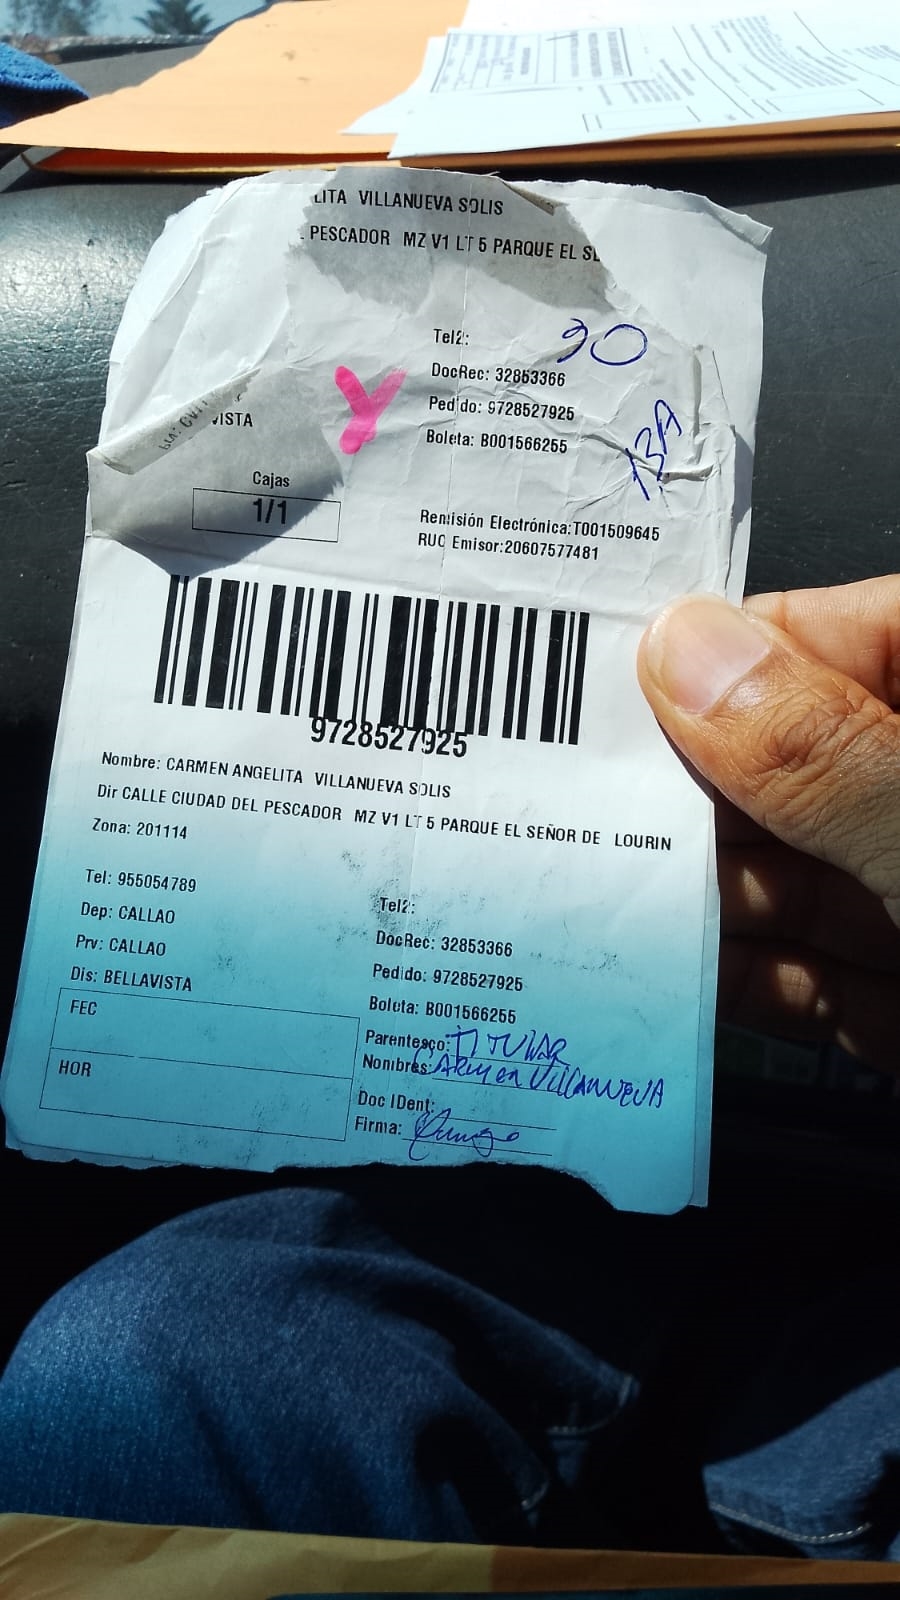 LITA VILLANUEVA SOLIS
PESCADOR MZ V1 LT 5 PARQUE EL SE
Tel2:
90
DocRec: 32853366
Pedido: 9728527925
VISTA
Boleta: B001566255
13A
Cajas
1/1
Remisión Electrónica:T001509645
RUC Emisor:20607577481
9728527925
Nombre: CARMEN ANGELITA VILLANUEVA SOLIS
Dir CALLE CIUDAD DEL PESCADOR MZ V1 LT 5 PARQUE EL SEÑOR DE LOURIN
Zona: 201114
Tel: 955054789
Tel2:
Dep: CALLAO
DocRec: 32853366
Prv: CALLAO
Pedido: 9728527925
Dis: BELLAVISTA
Boleta: B001566255
FEC
Parentesco: TITULAR
Nombres: CARMEN VILLANUEVA
HOR
Doc IDent:
Firma: